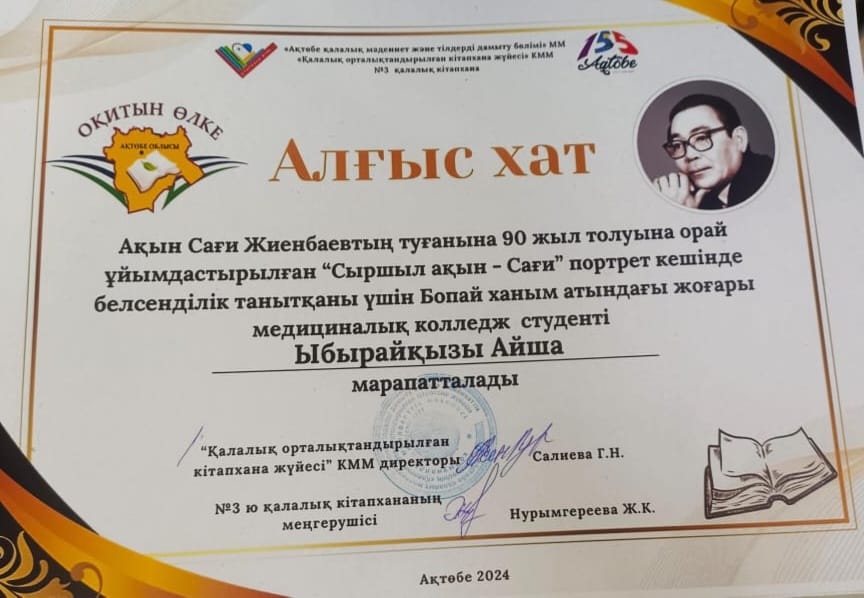 «Ақтөбе қалалық мәдениет және тілдерді дамыту бөлімі» ММ
«Қалалық орталықтандырылған кітапхана жүйесі» КММ
№3 қалалық кітапхана
155
Aqtóbe
ОҚИТЫН ӨЛКЕ
АҚТӨБЕ ОБЛЫСЫ
Алғыс хат
Ақын Сағи Жиенбаевтың туғанына 90 жыл толуына орай
ұйымдастырылған “Сыршыл ақын - Сағи” портрет кешінде
белсенділік танытқаны үшін Бопай ханым атындағы жоғары
медициналық колледж студенті
Ыбырайқызы Айша
марапатталады
“Қалалық орталықтандырылған
кітапхана жүйесі” КММ директоры Салиева Г.Н.
№3 ю қалалық кітапхананың
меңгерушісі Нурымгереева Ж.К.
Ақтөбе 2024